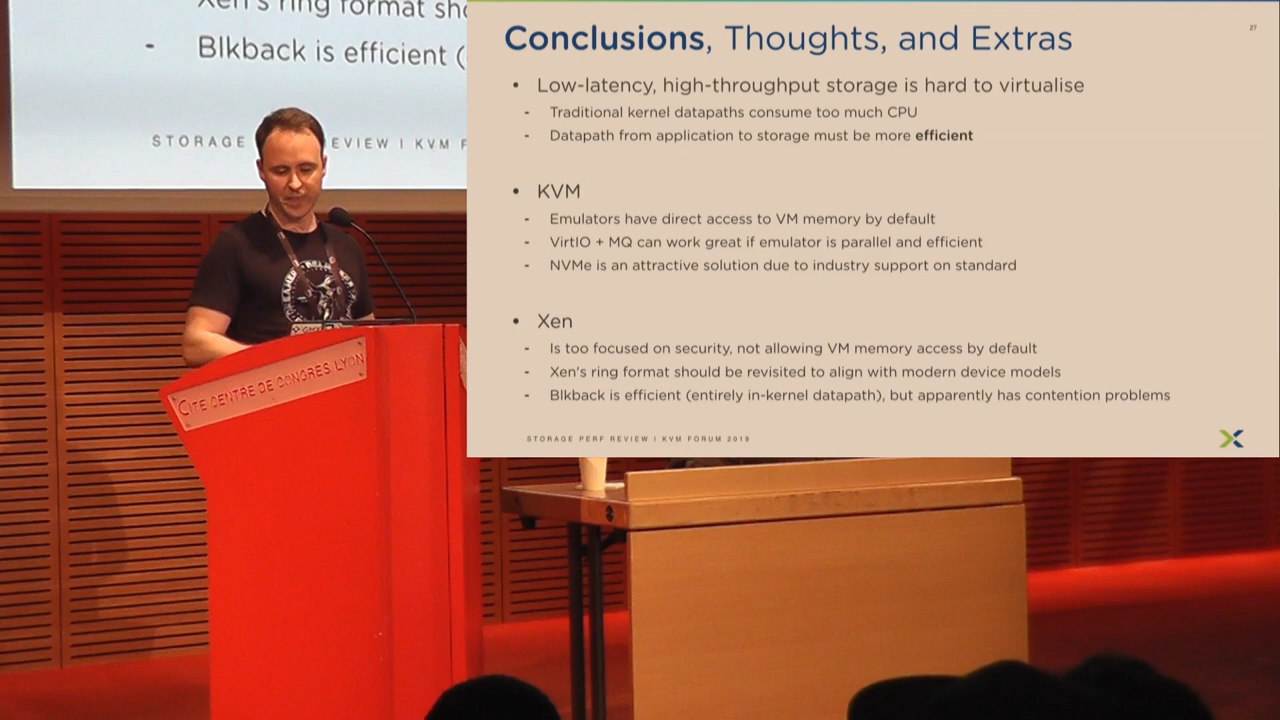 Xen's ring format sho
- Blkback is efficient (
STORAGE EVIEW | KVM F
CITE CENTRE DE CONGRÈS LYON
Conclusions, Thoughts, and Extras
27
• Low-latency, high-throughput storage is hard to virtualise
- Traditional kernel datapaths consume too much CPU
- Datapath from application to storage must be more efficient
• KVM
- Emulators have direct access to VM memory by default
- VirtIO + MQ can work great if emulator is parallel and efficient
- NVMe is an attractive solution due to industry support on standard
• Xen
- Is too focused on security, not allowing VM memory access by default
- Xen's ring format should be revisited to align with modern device models
- Blkback is efficient (entirely in-kernel datapath), but apparently has contention problems
STORAGE PERF REVIEW | KVM FORUM 2019